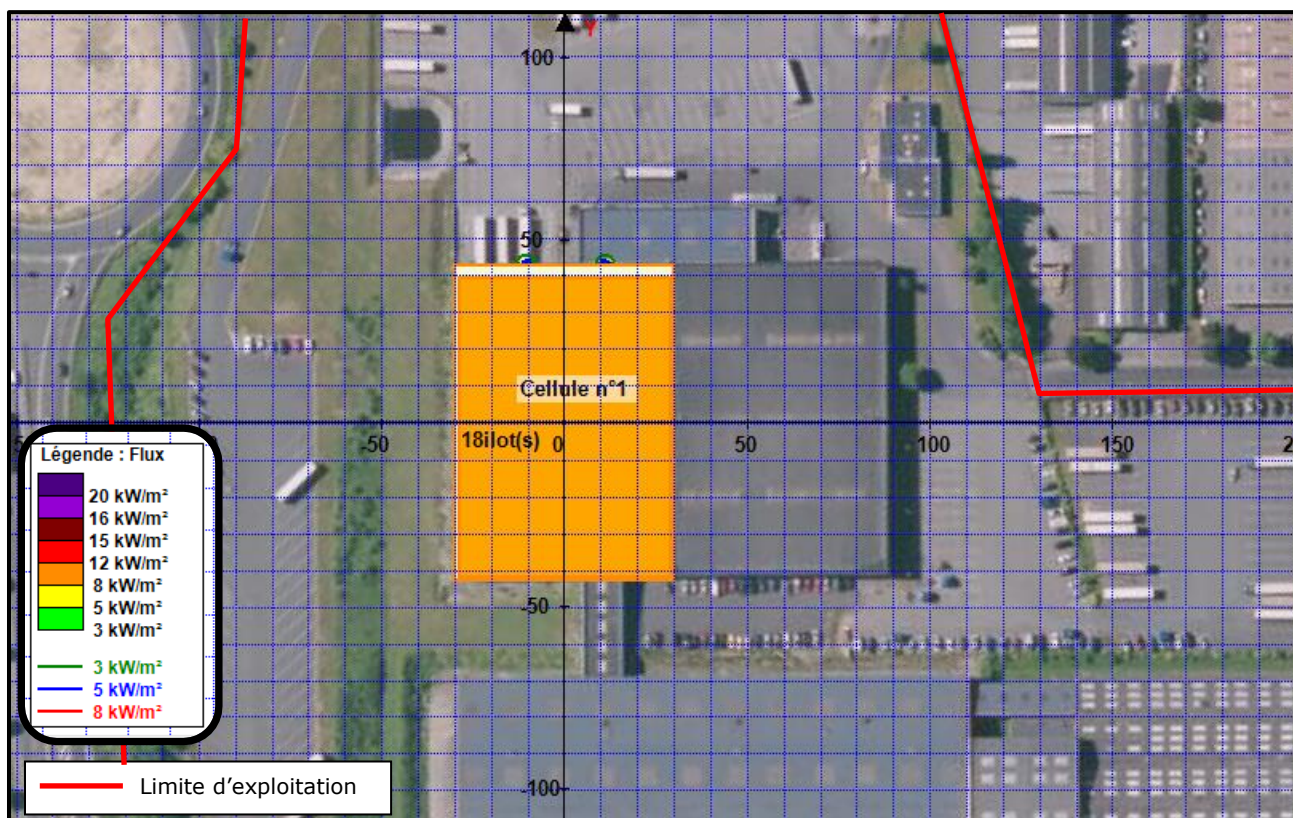 Y
100
50
Cellule n°1
18ilot(s)
-50
0
50
100
150
-50
-100
Légende : Flux
20 kW/m²
16 kW/m²
15 kW/m²
12 kW/m²
8 kW/m²
5 kW/m²
3 kW/m²
3 kW/m²
5 kW/m²
8 kW/m²
Limite d’exploitation